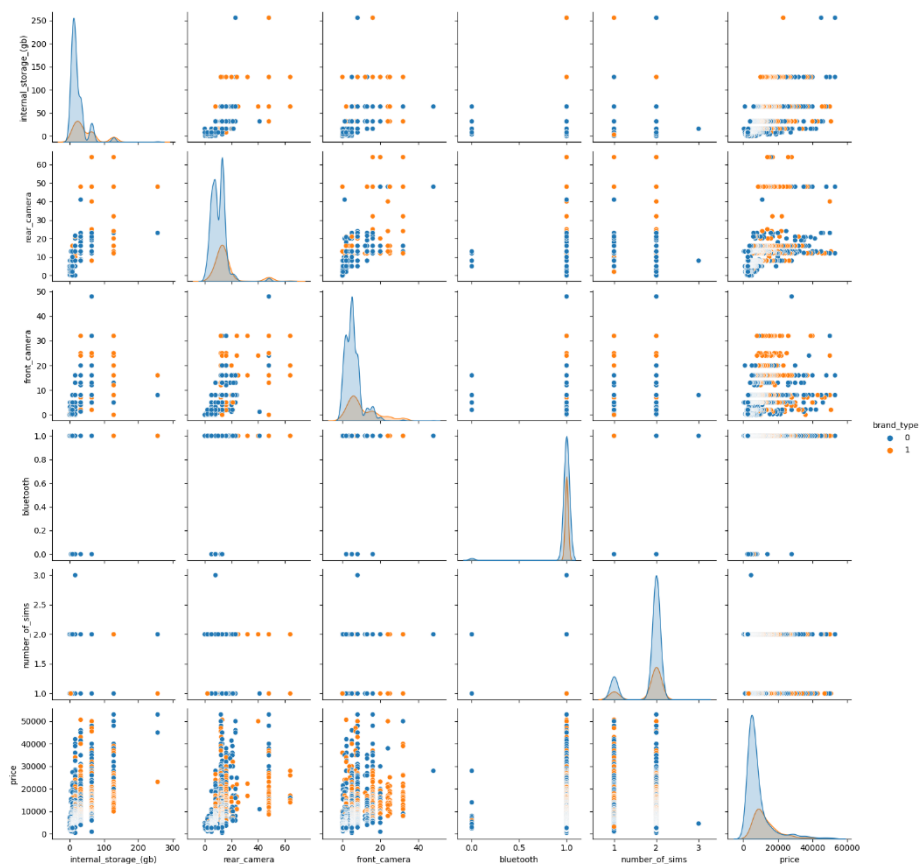 internal_storage_(gb)
250
200
150
100
50
0
rear_camera
60
50
40
30
20
10
0
front_camera
50
40
30
20
10
0
bluetooth
1.0
0.8
0.6
0.4
0.2
0.0
brand_type
0
1
number_of_sims
3.0
2.5
2.0
1.5
1.0
price
50000
40000
30000
20000
10000
0
0 100 200 300
0 20 40 60
0 20 40
0.0 0.5 1.0
1 2 3
0 20000 40000 60000
internal_storage_(gb) rear_camera front_camera bluetooth number_of_sims price